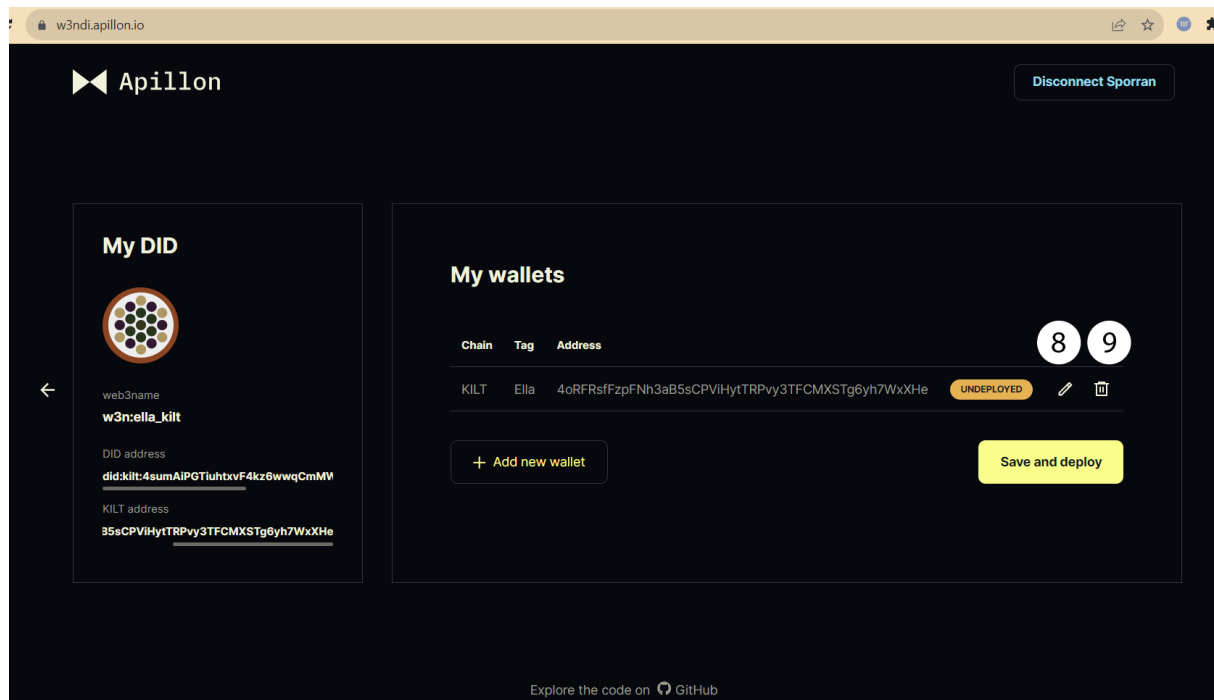 w3ndi.apillon.io
Apillon
Disconnect Sporran
My DID
web3name
w3n:ella_kilt
DID address
did:kilt:4sumAiPGTiuhtxvF4kz6wwqCmMW
KILT address
35sCPViHytTRPvy3TFCMXSTg6yh7WxXHe
My wallets
8 9
Chain Tag Address
KILT Ella 4oRFRsfFzpFNh3aB5sCPViHytTRPvy3TFCMXSTg6yh7WxXHe UNDEPLOYED
+ Add new wallet Save and deploy
Explore the code on GitHub